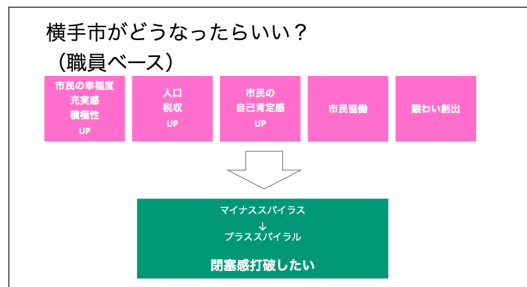 横手市がどうなったらいい？
（職員ベース）
市民の幸福度
充実感
積極性
UP
人口
税収
UP
市民の
自己肯定感
UP
市民協働
賑わい創出
マイナススパイラス
↓
プラススパイラル
閉塞感打破したい